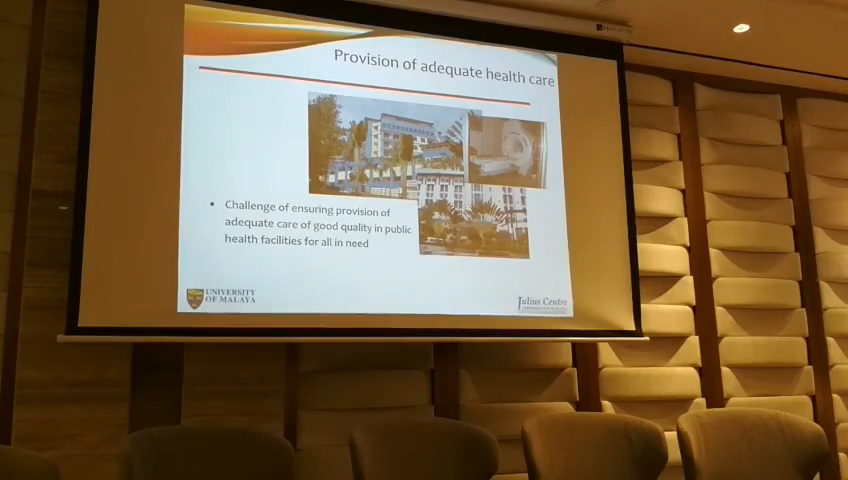 Provision of adequate health care
• Challenge of ensuring provision of
adequate care of good quality in public
health facilities for all in need
UNIVERSITY
OF MALAYA
Julius Centre